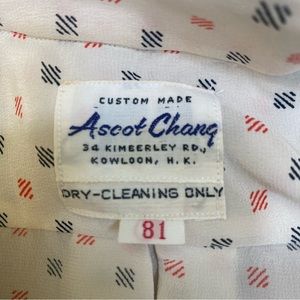 CUSTOM MADE
Ascot Chang
34 KIMBERLEY RD.,
KOWLOON, H.K.
DRY-CLEANING ONLY
81